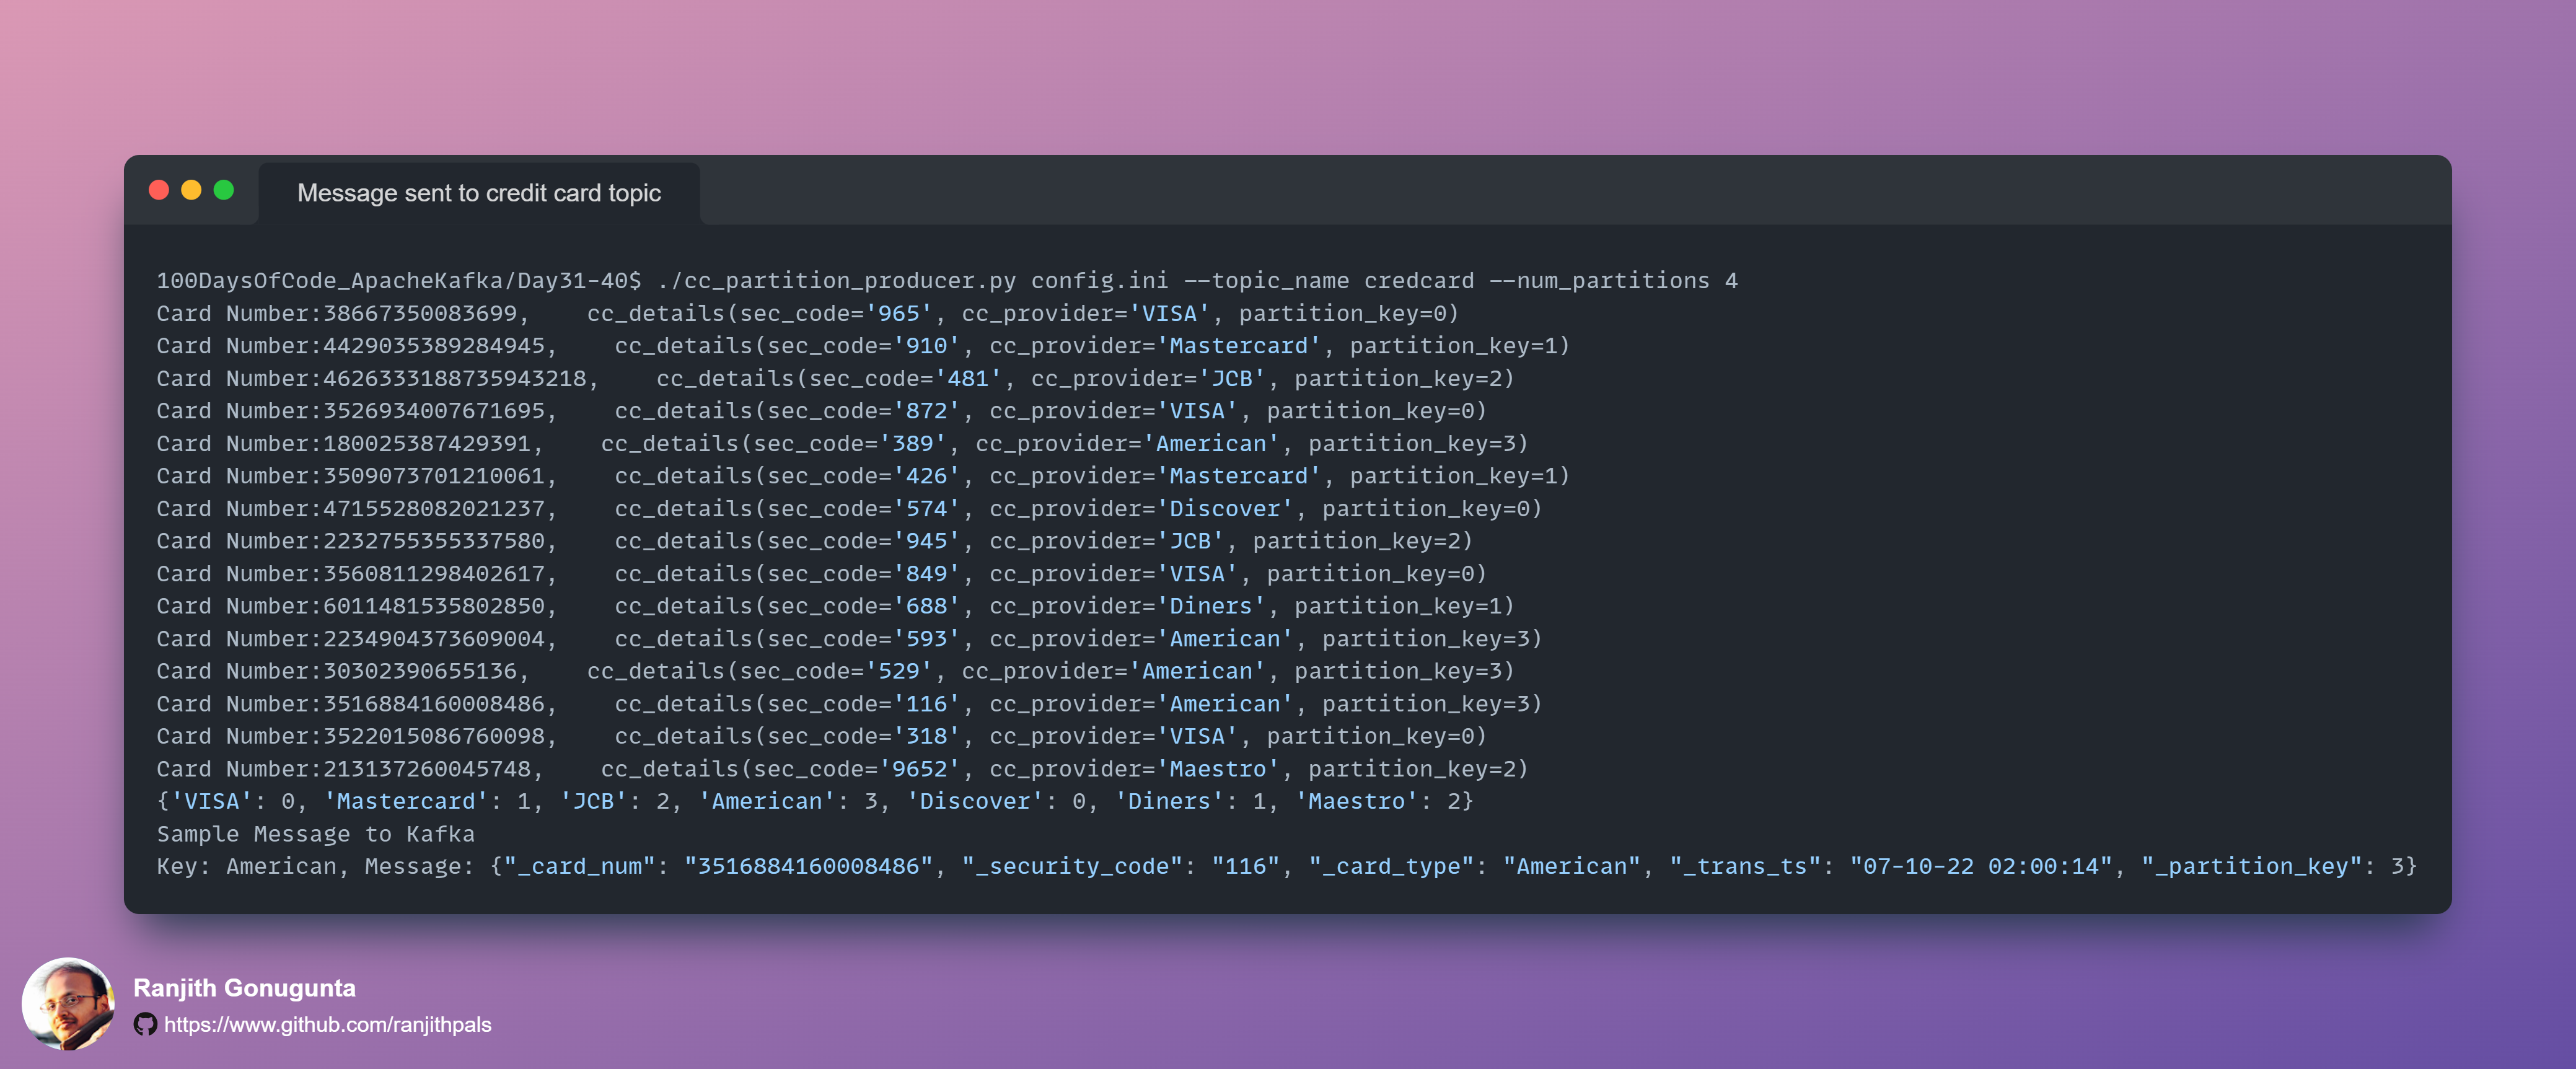 Message sent to credit card topic
100DaysOfCode_ApacheKafka/Day31-40$ ./cc_partition_producer.py config.ini --topic_name credcard --num_partitions 4
Card Number:38667350083699,    cc_details(sec_code='965', cc_provider='VISA', partition_key=0)
Card Number:4429035389284945,    cc_details(sec_code='910', cc_provider='Mastercard', partition_key=1)
Card Number:4626333188735943218,    cc_details(sec_code='481', cc_provider='JCB', partition_key=2)
Card Number:3526934007671695,    cc_details(sec_code='872', cc_provider='VISA', partition_key=0)
Card Number:180025387429391,    cc_details(sec_code='389', cc_provider='American', partition_key=3)
Card Number:3509073701210061,    cc_details(sec_code='426', cc_provider='Mastercard', partition_key=1)
Card Number:4715528082021237,    cc_details(sec_code='574', cc_provider='Discover', partition_key=0)
Card Number:2232755355337580,    cc_details(sec_code='945', cc_provider='JCB', partition_key=2)
Card Number:3560811298402617,    cc_details(sec_code='849', cc_provider='VISA', partition_key=0)
Card Number:6011481535802850,    cc_details(sec_code='688', cc_provider='Diners', partition_key=1)
Card Number:2234904373609004,    cc_details(sec_code='593', cc_provider='American', partition_key=3)
Card Number:30302390655136,    cc_details(sec_code='529', cc_provider='American', partition_key=3)
Card Number:3516884160008486,    cc_details(sec_code='116', cc_provider='American', partition_key=3)
Card Number:3522015086760098,    cc_details(sec_code='318', cc_provider='VISA', partition_key=0)
Card Number:213137260045748,    cc_details(sec_code='9652', cc_provider='Maestro', partition_key=2)
{'VISA': 0, 'Mastercard': 1, 'JCB': 2, 'American': 3, 'Discover': 0, 'Diners': 1, 'Maestro': 2}
Sample Message to Kafka
Key: American, Message: {"_card_num": "3516884160008486", "_security_code": "116", "_card_type": "American", "_trans_ts": "07-10-22 02:00:14", "_partition_key": 3}
Ranjith Gonugunta
https://www.github.com/ranjithpals